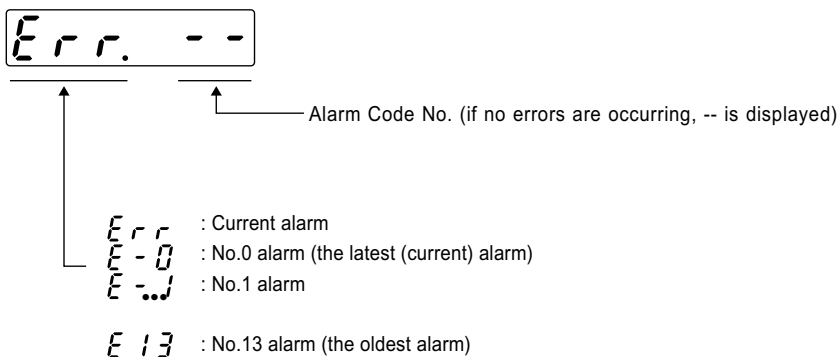 Err. --
Alarm Code No. (if no errors are occurring, -- is displayed)
Err : Current alarm
E-0 : No.0 alarm (the latest (current) alarm)
E-1 : No.1 alarm
E13 : No.13 alarm (the oldest alarm)